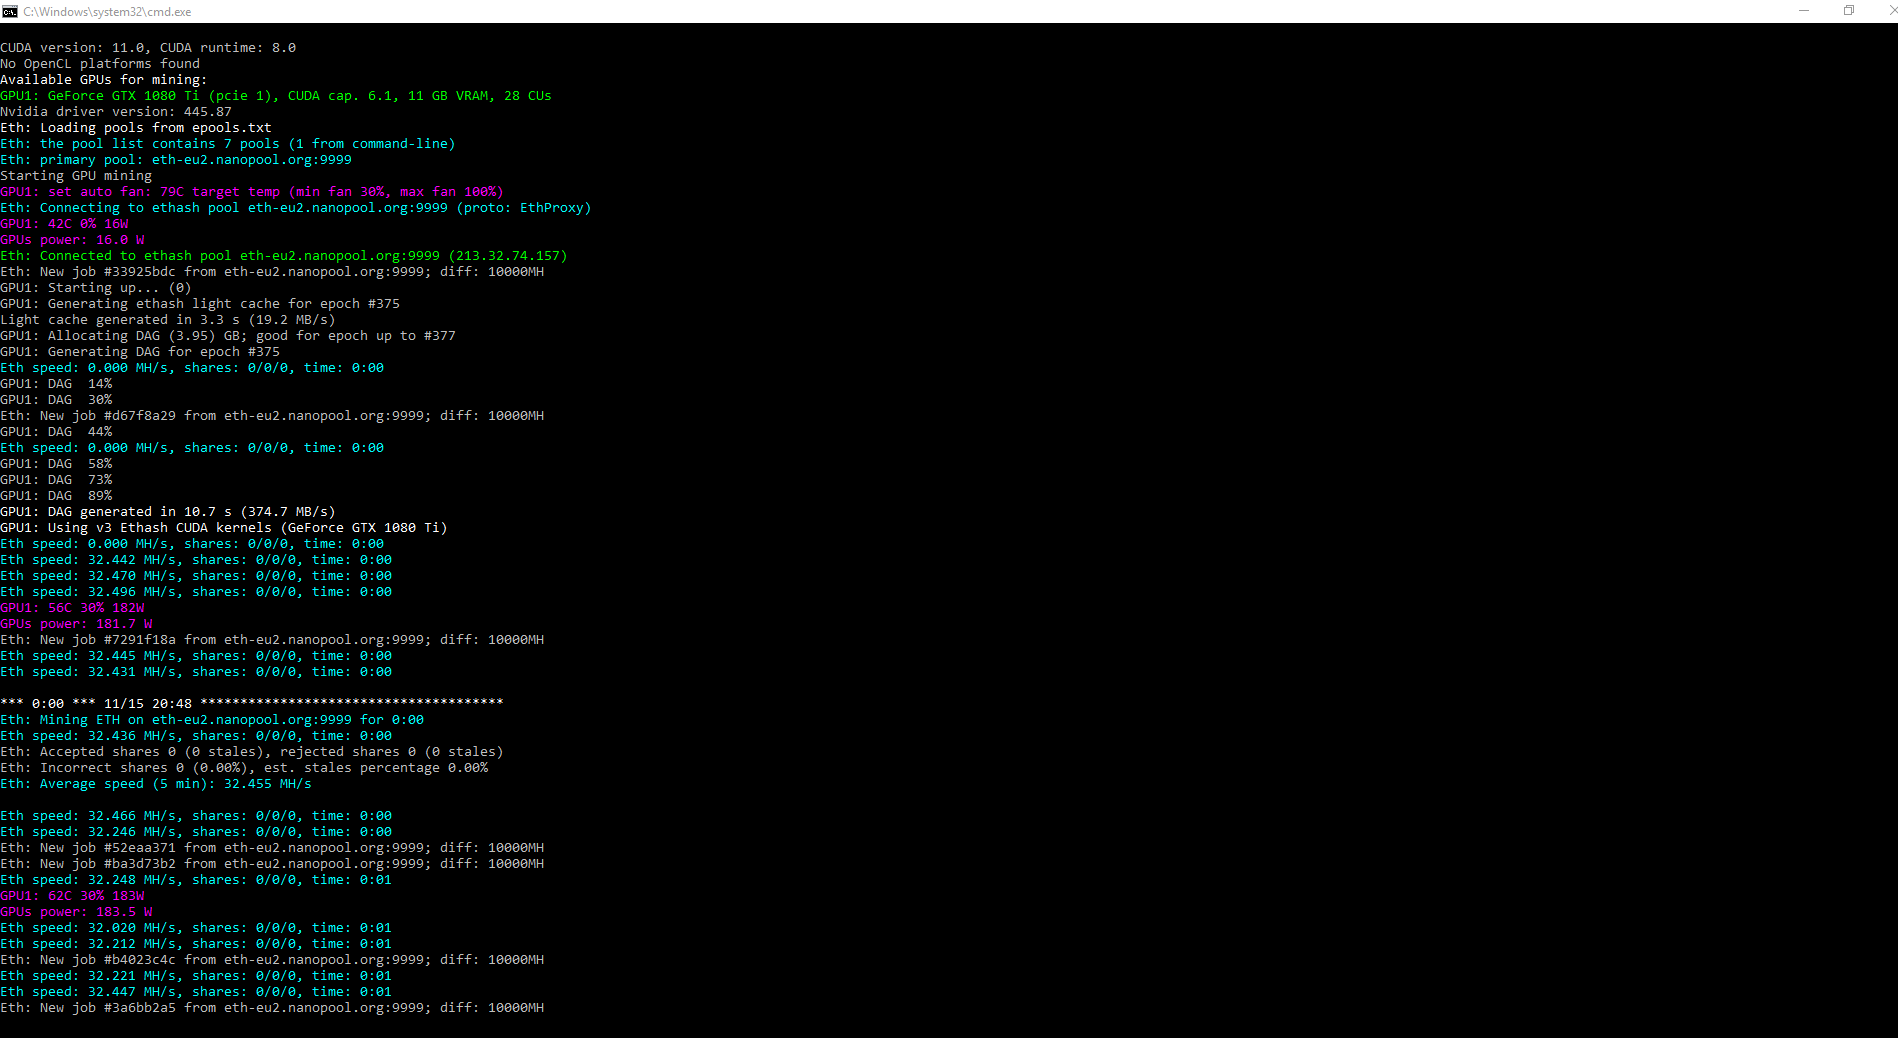 C:\Windows\system32\cmd.exe
CUDA version: 11.0, CUDA runtime: 8.0
No OpenCL platforms found
Available GPUs for mining:
GPU1: GeForce GTX 1080 Ti (pcie 1), CUDA cap. 6.1, 11 GB VRAM, 28 CUs
Nvidia driver version: 445.87
Eth: Loading pools from epools.txt
Eth: the pool list contains 7 pools (1 from command-line)
Eth: primary pool: eth-eu2.nanopool.org:9999
Starting GPU mining
GPU1: set auto fan: 79C target temp (min fan 30%, max fan 100%)
Eth: Connecting to ethash pool eth-eu2.nanopool.org:9999 (proto: EthProxy)
GPU1: 42C 0% 16W
GPUs power: 16.0 W
Eth: Connected to ethash pool eth-eu2.nanopool.org:9999 (213.32.74.157)
Eth: New job #33925bdc from eth-eu2.nanopool.org:9999; diff: 10000MH
GPU1: Starting up... (0)
GPU1: Generating ethash light cache for epoch #375
Light cache generated in 3.3 s (19.2 MB/s)
GPU1: Allocating DAG (3.95) GB; good for epoch up to #377
GPU1: Generating DAG for epoch #375
Eth speed: 0.000 MH/s, shares: 0/0/0, time: 0:00
GPU1: DAG  14%
GPU1: DAG  30%
Eth: New job #d67f8a29 from eth-eu2.nanopool.org:9999; diff: 10000MH
GPU1: DAG  44%
Eth speed: 0.000 MH/s, shares: 0/0/0, time: 0:00
GPU1: DAG  58%
GPU1: DAG  73%
GPU1: DAG  89%
GPU1: DAG generated in 10.7 s (374.7 MB/s)
GPU1: Using v3 Ethash CUDA kernels (GeForce GTX 1080 Ti)
Eth speed: 0.000 MH/s, shares: 0/0/0, time: 0:00
Eth speed: 32.442 MH/s, shares: 0/0/0, time: 0:00
Eth speed: 32.470 MH/s, shares: 0/0/0, time: 0:00
Eth speed: 32.496 MH/s, shares: 0/0/0, time: 0:00
GPU1: 56C 30% 182W
GPUs power: 181.7 W
Eth: New job #7291f18a from eth-eu2.nanopool.org:9999; diff: 10000MH
Eth speed: 32.445 MH/s, shares: 0/0/0, time: 0:00
Eth speed: 32.431 MH/s, shares: 0/0/0, time: 0:00
*** 0:00 *** 11/15 20:48 **************************************
Eth: Mining ETH on eth-eu2.nanopool.org:9999 for 0:00
Eth speed: 32.436 MH/s, shares: 0/0/0, time: 0:00
Eth: Accepted shares 0 (0 stales), rejected shares 0 (0 stales)
Eth: Incorrect shares 0 (0.00%), est. stales percentage 0.00%
Eth: Average speed (5 min): 32.455 MH/s
Eth speed: 32.466 MH/s, shares: 0/0/0, time: 0:00
Eth speed: 32.246 MH/s, shares: 0/0/0, time: 0:00
Eth: New job #52eaa371 from eth-eu2.nanopool.org:9999; diff: 10000MH
Eth: New job #ba3d73b2 from eth-eu2.nanopool.org:9999; diff: 10000MH
Eth speed: 32.248 MH/s, shares: 0/0/0, time: 0:01
GPU1: 62C 30% 183W
GPUs power: 183.5 W
Eth speed: 32.020 MH/s, shares: 0/0/0, time: 0:01
Eth speed: 32.212 MH/s, shares: 0/0/0, time: 0:01
Eth: New job #b4023c4c from eth-eu2.nanopool.org:9999; diff: 10000MH
Eth speed: 32.221 MH/s, shares: 0/0/0, time: 0:01
Eth speed: 32.447 MH/s, shares: 0/0/0, time: 0:01
Eth: New job #3a6bb2a5 from eth-eu2.nanopool.org:9999; diff: 10000MH